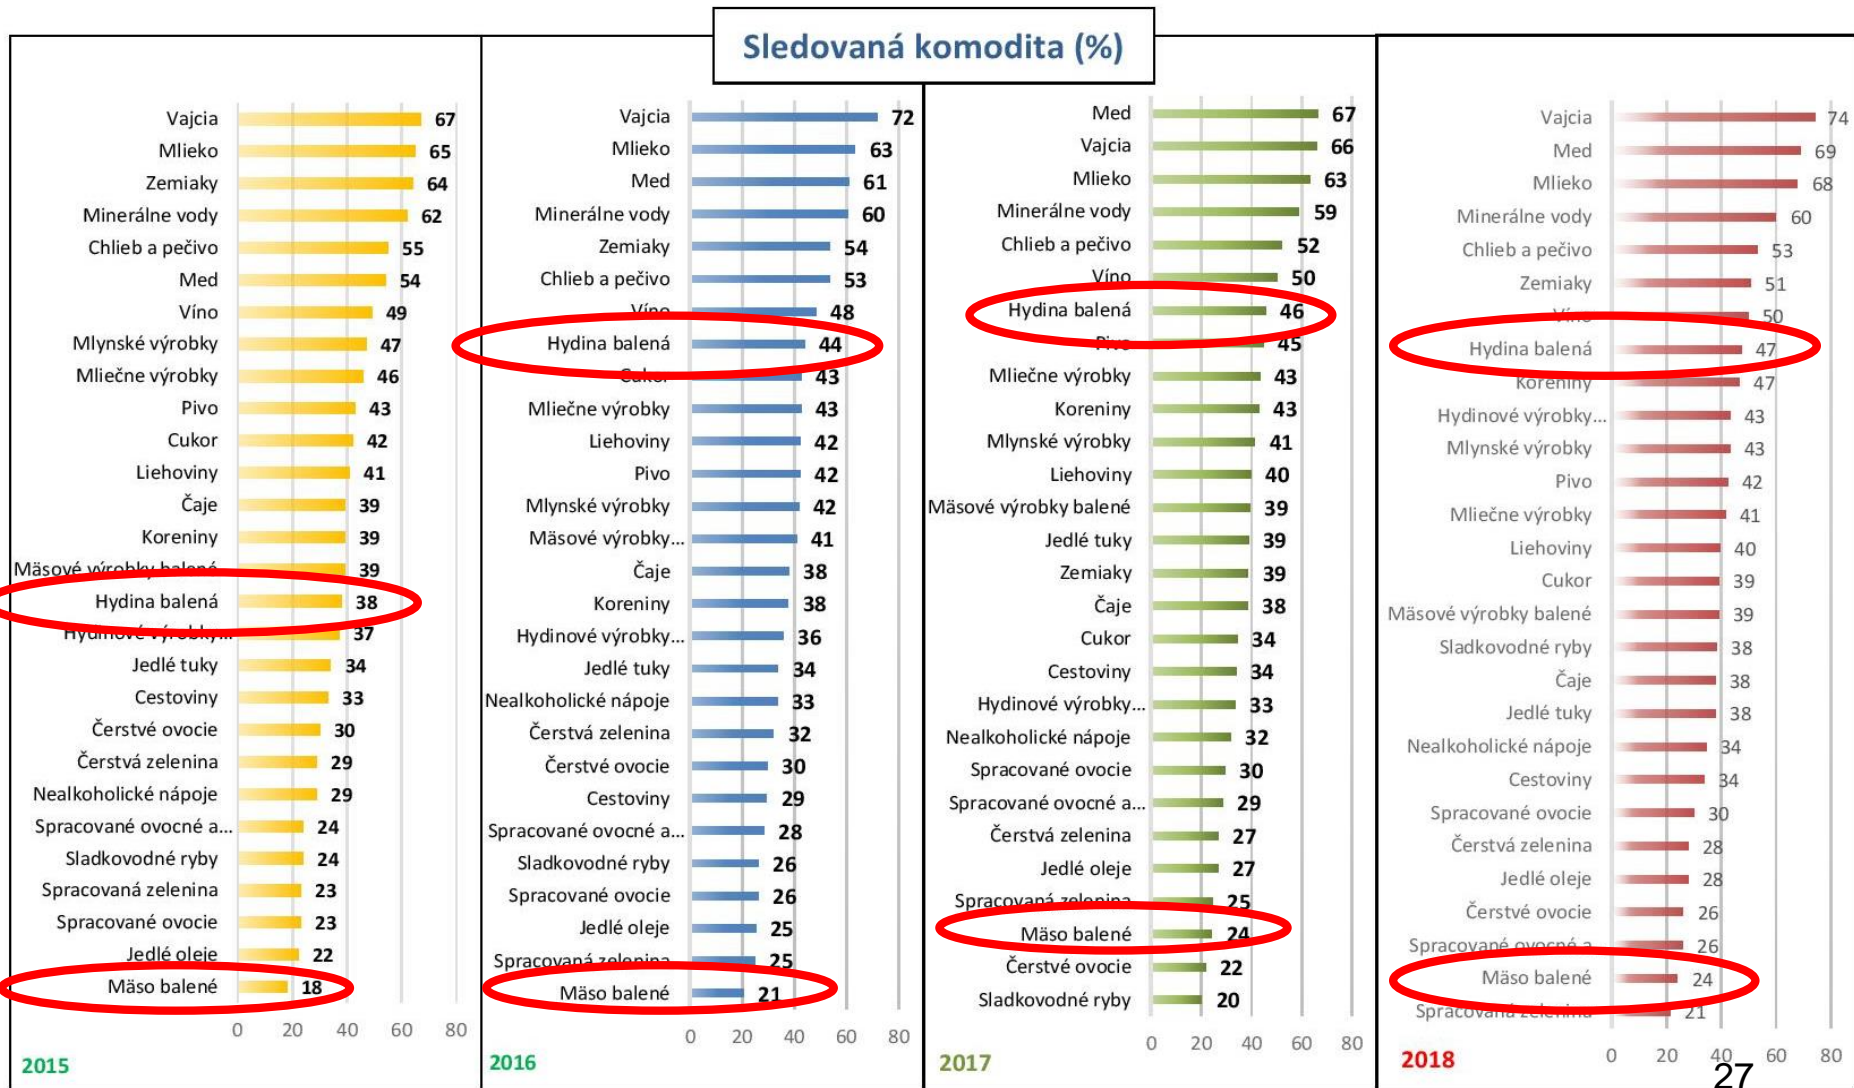 Sledovaná komodita (%)
Vajcia 67
Mlieko 65
Zemiaky 64
Minerálne vody 62
Chlieb a pečivo 55
Med 54
Víno 49
Mlynské výrobky 47
Mliečne výrobky 46
Pivo 43
Cukor 42
Liehoviny 41
Čaje 39
Koreniny 39
Mäsové výrobky balené 39
Hydina balená 38
Hydinové výrobky... 37
Jedlé tuky 34
Cestoviny 33
Čerstvé ovocie 30
Čerstvá zelenina 29
Nealkoholické nápoje 29
Spracované ovocné a... 24
Sladkovodné ryby 24
Spracovaná zelenina 23
Spracované ovocie 23
Jedlé oleje 22
Mäso balené 18
0 20 40 60 80
2015
Vajcia 72
Mlieko 63
Med 61
Minerálne vody 60
Zemiaky 54
Chlieb a pečivo 53
Víno 48
Hydina balená 44
Cukor 43
Mliečne výrobky 43
Liehoviny 42
Pivo 42
Mlynské výrobky 42
Mäsové výrobky... 41
Čaje 38
Koreniny 38
Hydinové výrobky... 36
Jedlé tuky 34
Nealkoholické nápoje 33
Čerstvá zelenina 32
Čerstvé ovocie 30
Cestoviny 29
Spracované ovocné a... 28
Sladkovodné ryby 26
Spracované ovocie 26
Jedlé oleje 25
Spracovaná zelenina 25
Mäso balené 21
0 20 40 60 80
2016
Med 67
Vajcia 66
Mlieko 63
Minerálne vody 59
Chlieb a pečivo 52
Víno 50
Hydina balená 46
Pivo 45
Mliečne výrobky 43
Koreniny 43
Mlynské výrobky 41
Liehoviny 40
Mäsové výrobky balené 39
Jedlé tuky 39
Zemiaky 39
Čaje 38
Cukor 34
Cestoviny 34
Hydinové výrobky... 33
Nealkoholické nápoje 32
Spracované ovocie 30
Spracované ovocné a... 29
Čerstvá zelenina 27
Jedlé oleje 27
Spracovaná zelenina 25
Mäso balené 24
Čerstvé ovocie 22
Sladkovodné ryby 20
0 20 40 60 80
2017
Vajcia 74
Med 69
Mlieko 68
Minerálne vody 60
Chlieb a pečivo 53
Zemiaky 51
Víno 50
Hydina balená 47
Koreniny 47
Hydinové výrobky... 43
Mlynské výrobky 43
Pivo 42
Mliečne výrobky 41
Liehoviny 40
Cukor 39
Mäsové výrobky balené 39
Sladkovodné ryby 38
Čaje 38
Jedlé tuky 38
Nealkoholické nápoje 34
Cestoviny 34
Spracované ovocie 30
Čerstvá zelenina 28
Jedlé oleje 28
Čerstvé ovocie 26
Spracované ovocné a 26
Mäso balené 24
Spracovaná zelenina 21
0 20 40 60 80
2018
27